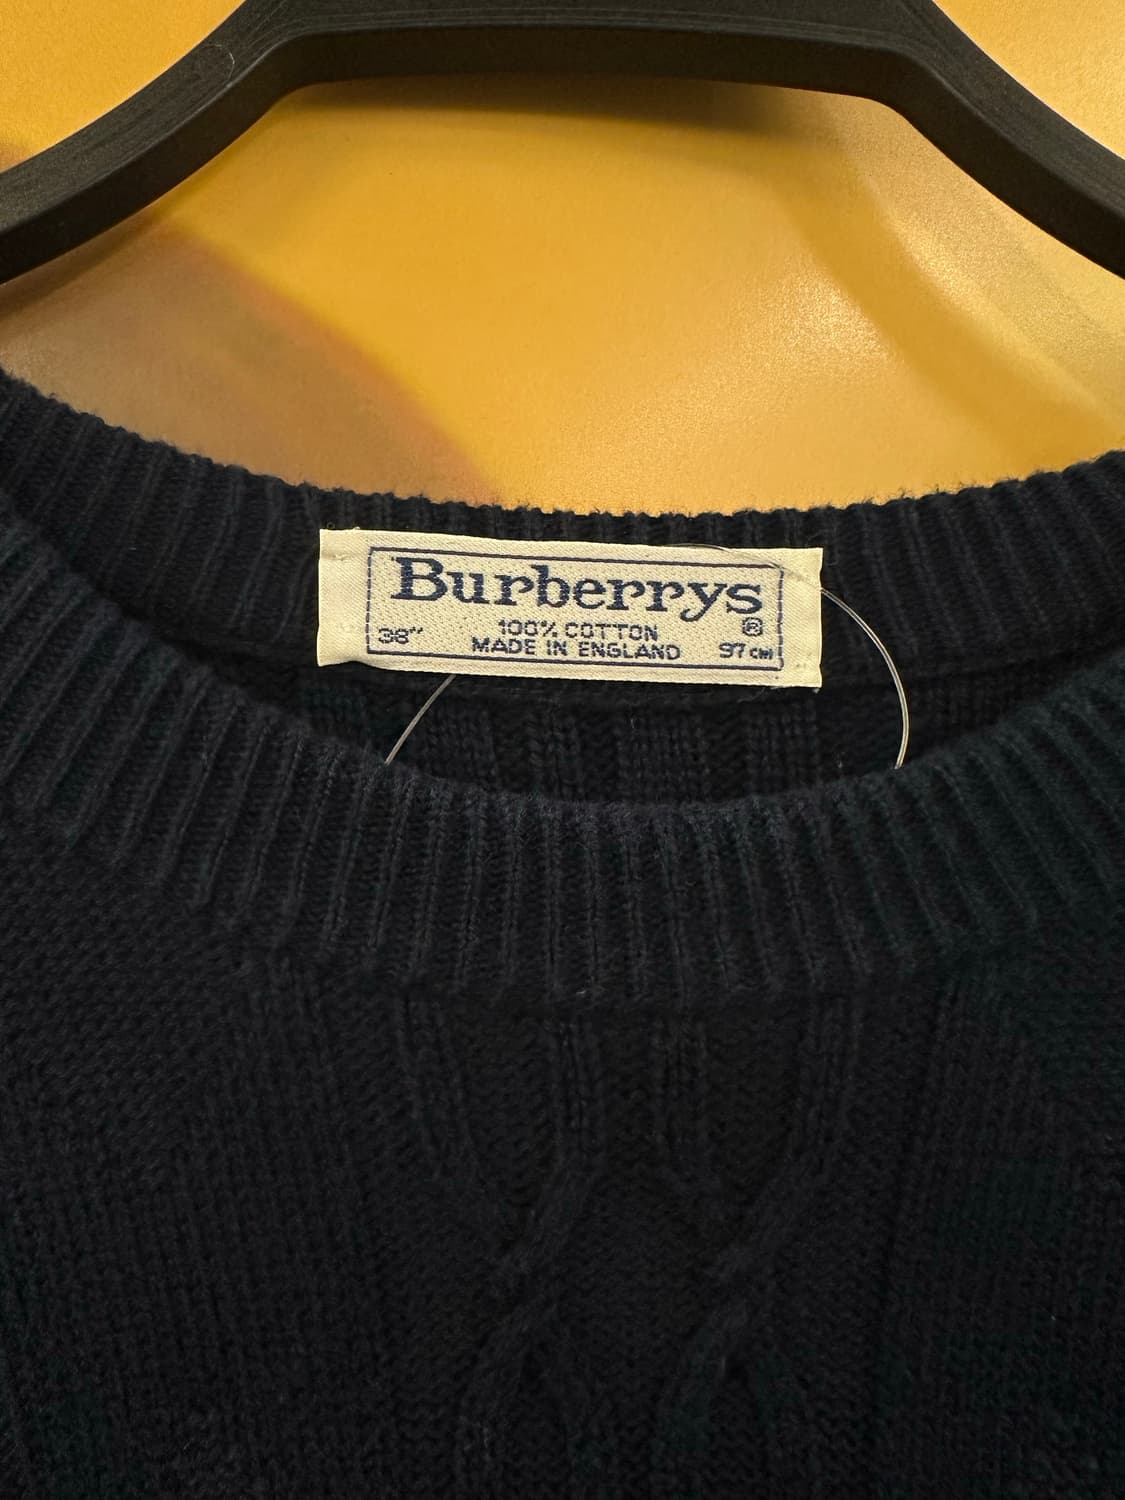 Burberrys ®
38" 100% COTTON
MADE IN ENGLAND 97 CM